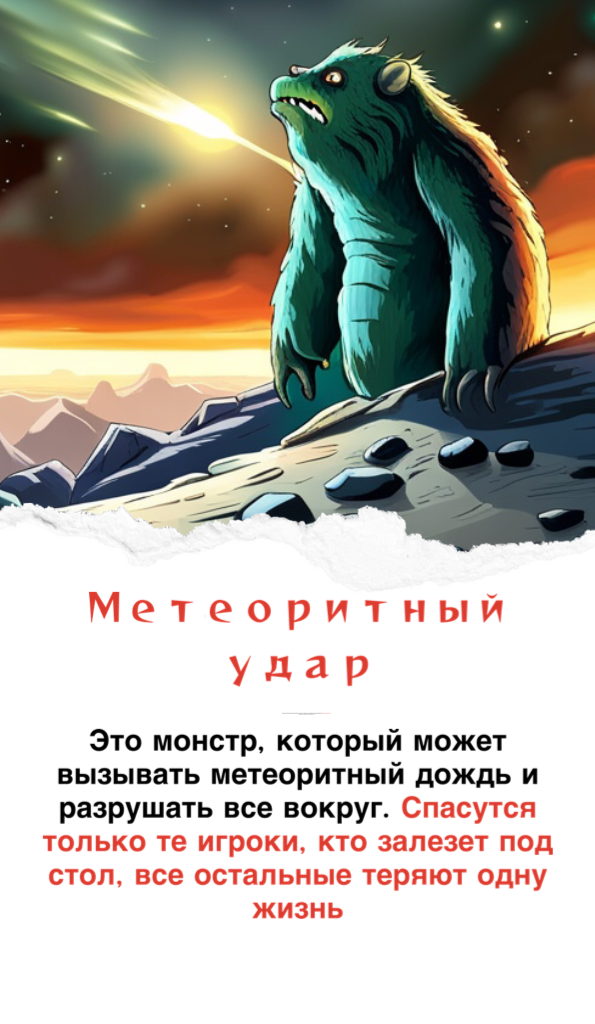 Метеоритный
удар
Это монстр, который может
вызывать метеоритный дождь и
разрушать все вокруг. Спасутся
только те игроки, кто залезет под
стол, все остальные теряют одну
жизнь